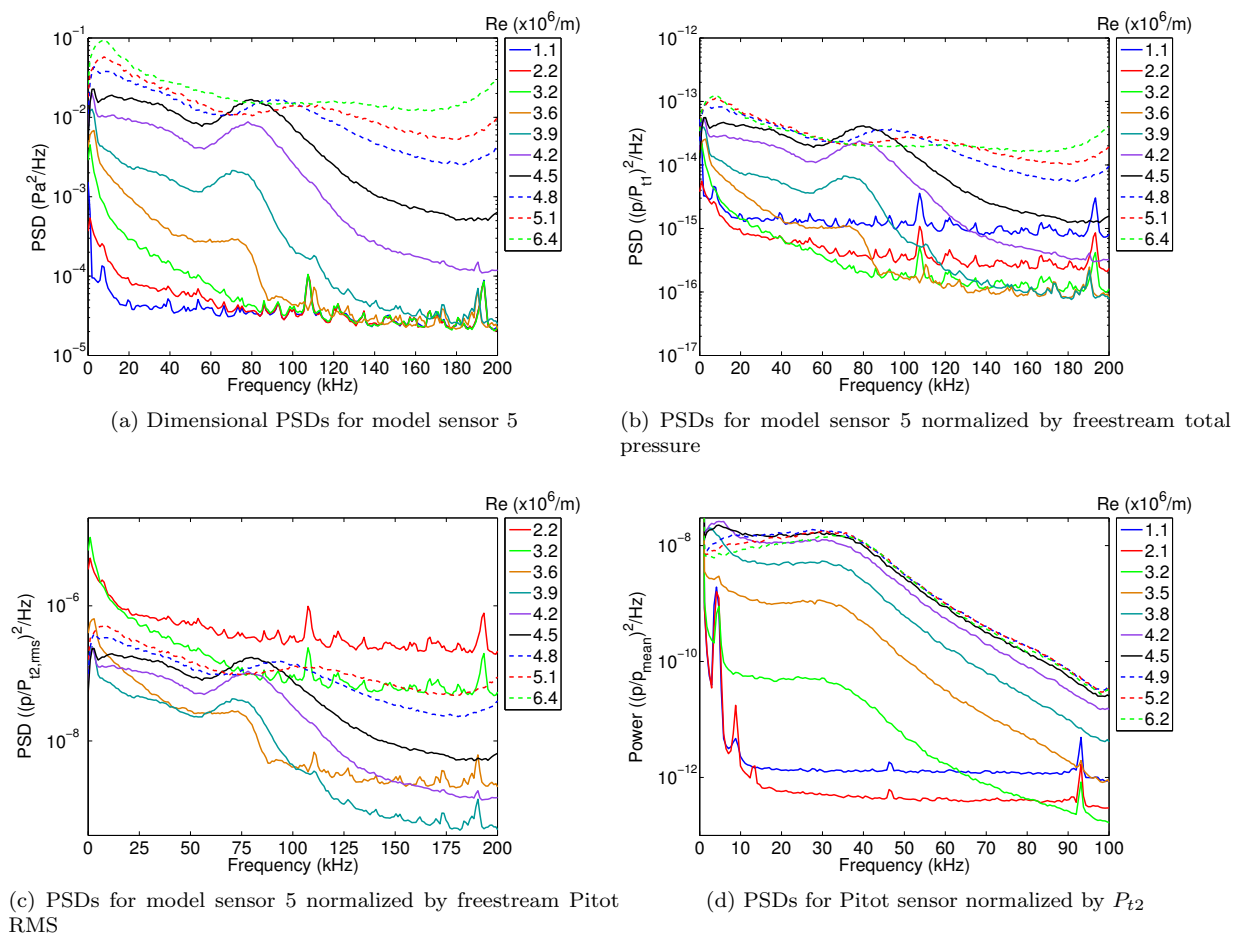 Re (x10^6/m)
10^-1
10^-2
10^-3
10^-4
10^-5
PSD (Pa^2/Hz)
0 20 40 60 80 100 120 140 160 180 200
Frequency (kHz)
1.1
2.2
3.2
3.6
3.9
4.2
4.5
4.8
5.1
6.4
(a) Dimensional PSDs for model sensor 5
Re (x10^6/m)
10^-12
10^-13
10^-14
10^-15
10^-16
10^-17
PSD ((p/P_t1)^2/Hz)
0 20 40 60 80 100 120 140 160 180 200
Frequency (kHz)
1.1
2.2
3.2
3.6
3.9
4.2
4.5
4.8
5.1
6.4
(b) PSDs for model sensor 5 normalized by freestream total
pressure
Re (x10^6/m)
10^-6
10^-8
PSD ((p/P_t2,rms)^2/Hz)
0 25 50 75 100 125 150 175 200
Frequency (kHz)
2.2
3.2
3.6
3.9
4.2
4.5
4.8
5.1
6.4
(c) PSDs for model sensor 5 normalized by freestream Pitot
RMS
Re (x10^6/m)
10^-8
10^-10
10^-12
Power ((p/p_mean)^2/Hz)
0 10 20 30 40 50 60 70 80 90 100
Frequency (kHz)
1.1
2.1
3.2
3.5
3.8
4.2
4.5
4.9
5.2
6.2
(d) PSDs for Pitot sensor normalized by P_t2